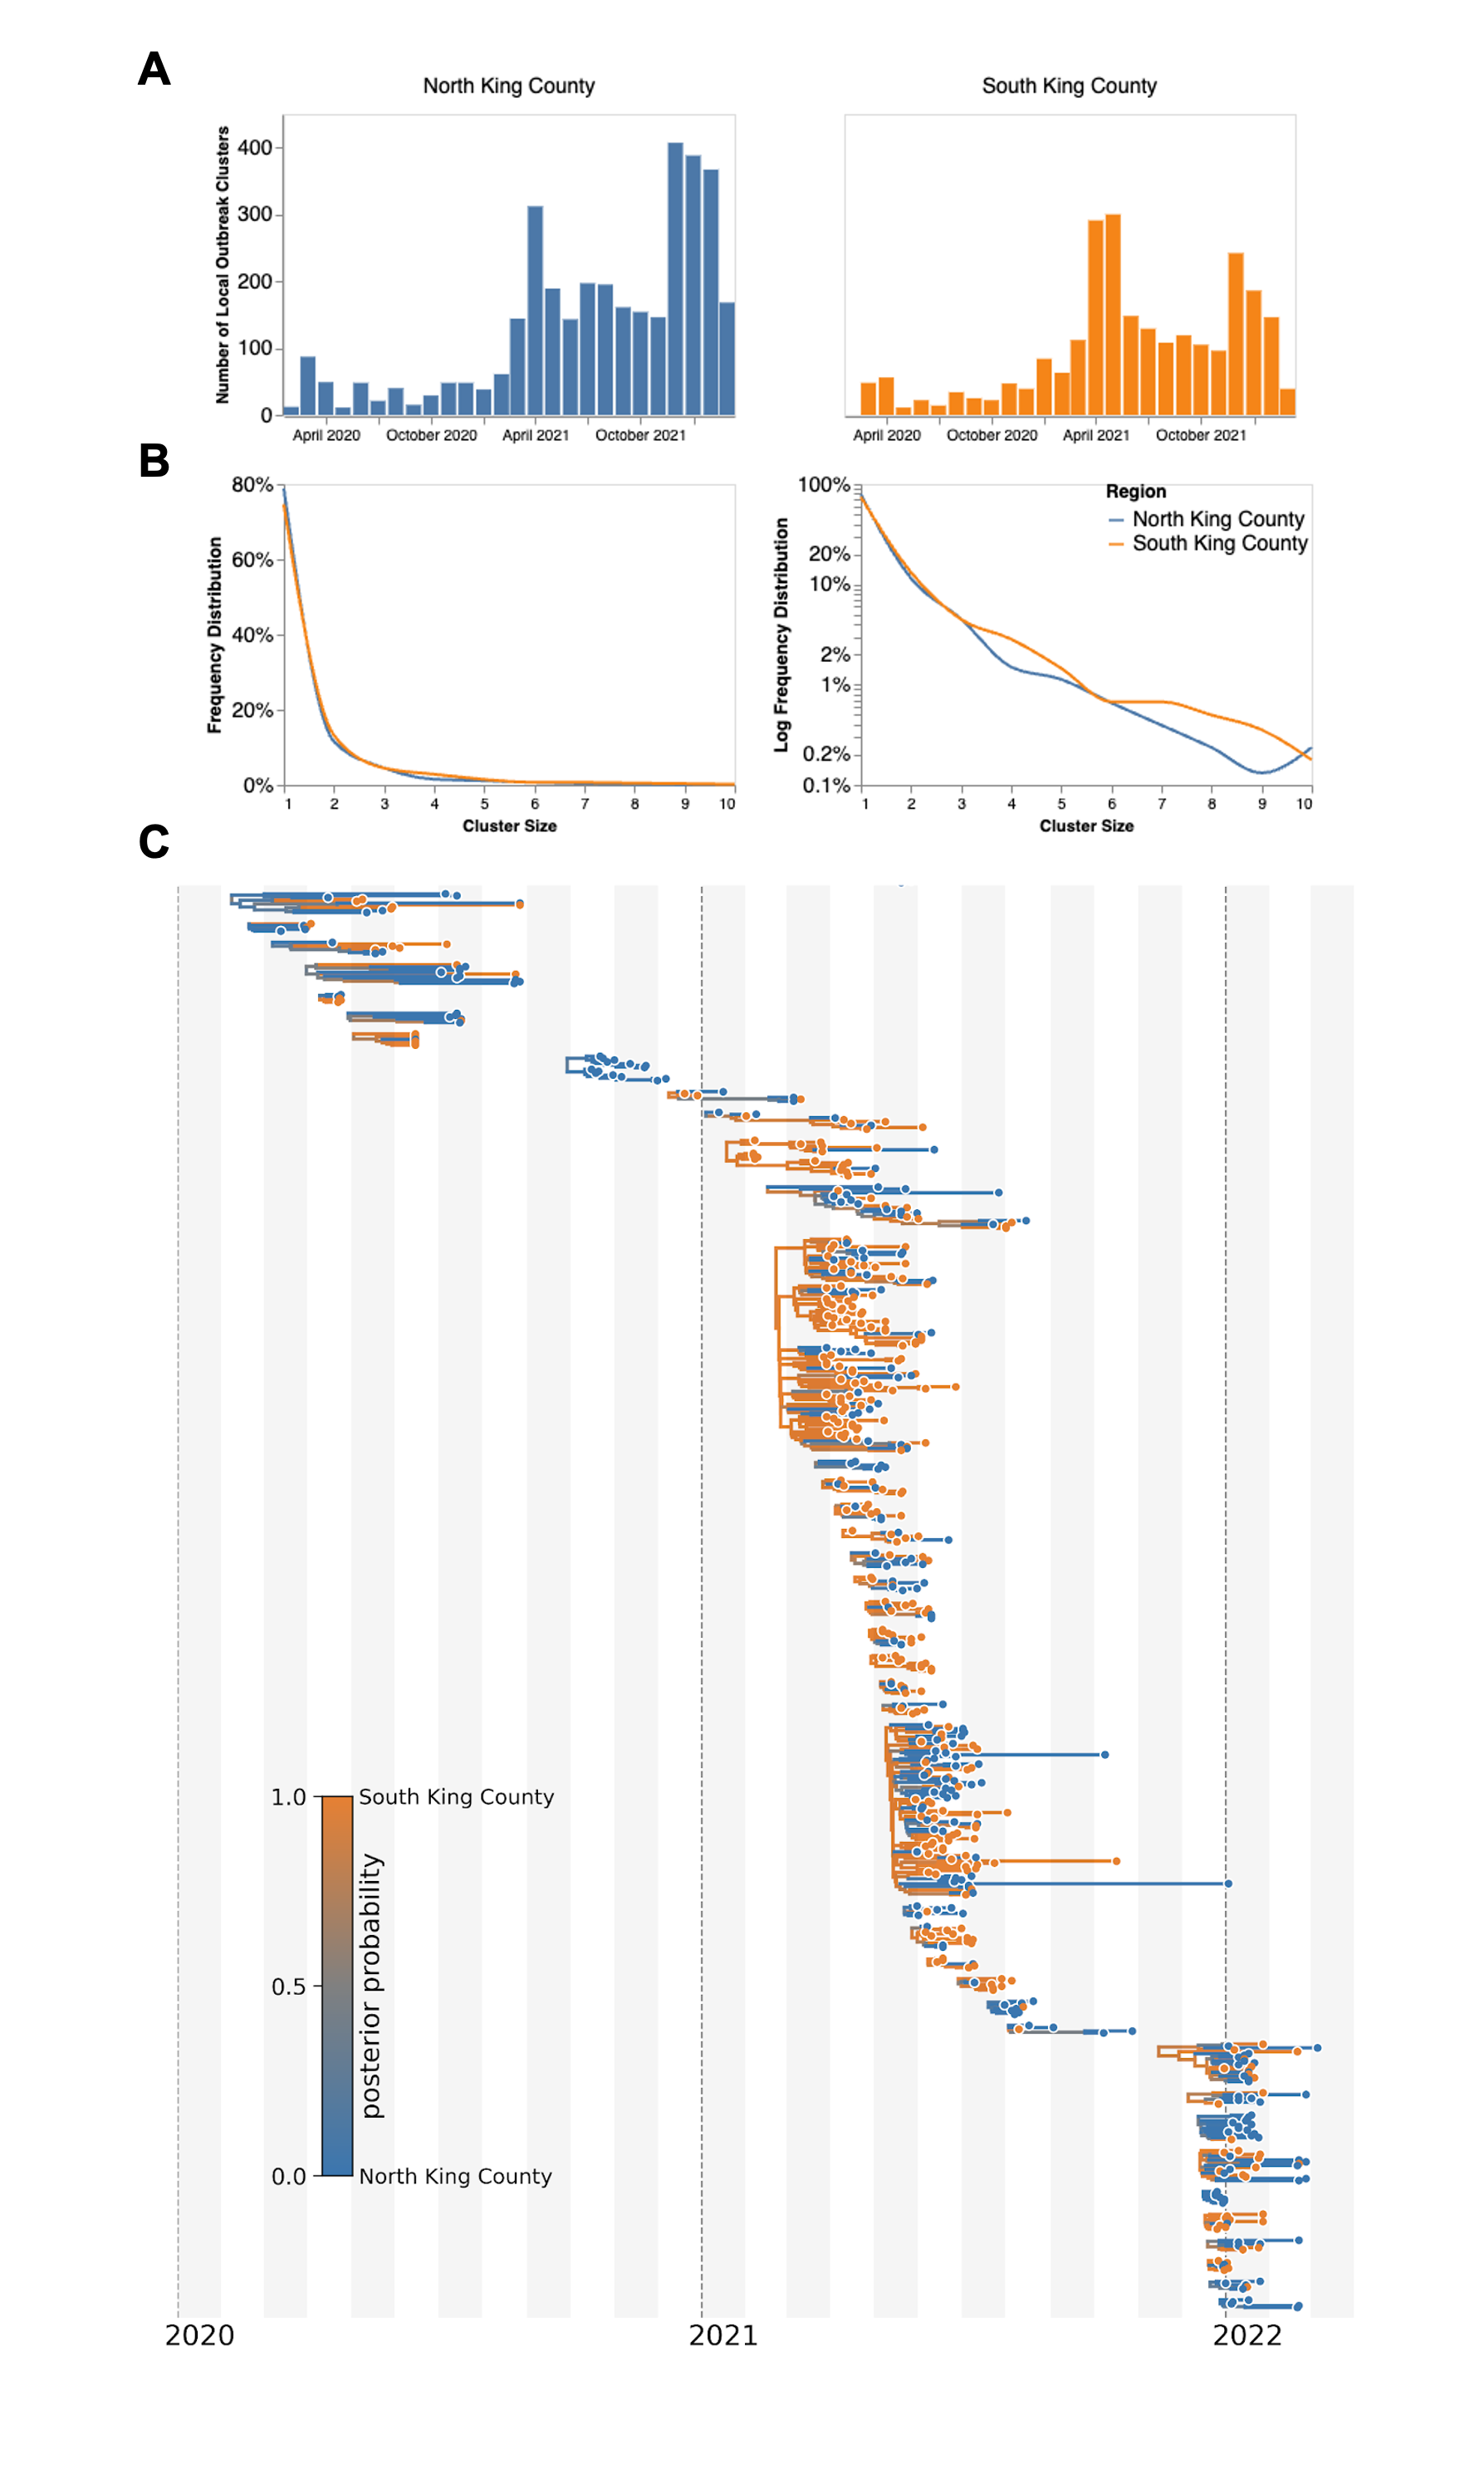 A
North King County
South King County
Number of Local Outbreak Clusters
400
300
200
100
0
April 2020
October 2020
April 2021
October 2021
April 2020
October 2020
April 2021
October 2021
B
Frequency Distribution
80%
60%
40%
20%
0%
1 2 3 4 5 6 7 8 9 10
Cluster Size
Log Frequency Distribution
100%
20%
10%
2%
1%
0.2%
0.1%
Region
North King County
South King County
1 2 3 4 5 6 7 8 9 10
Cluster Size
C
1.0
South King County
posterior probability
0.5
0.0
North King County
2020
2021
2022